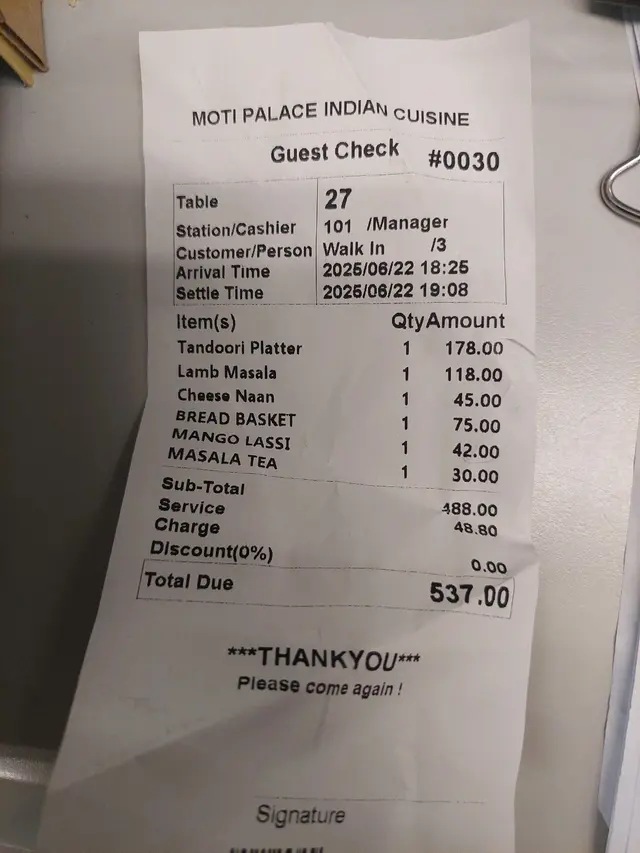 MOTI PALACE INDIAN CUISINE
Guest Check #0030
Table 27
Station/Cashier 101 /Manager
Customer/Person Walk In /3
Arrival Time 2025/06/22 18:25
Settle Time 2025/06/22 19:08
Item(s) Qty Amount
Tandoori Platter 1 178.00
Lamb Masala 1 118.00
Cheese Naan 1 45.00
BREAD BASKET 1 75.00
MANGO LASSI 1 42.00
MASALA TEA 1 30.00
Sub-Total 488.00
Service
Charge 48.80
Discount(0%) 0.00
Total Due 537.00
***THANKYOU***
Please come again !
Signature